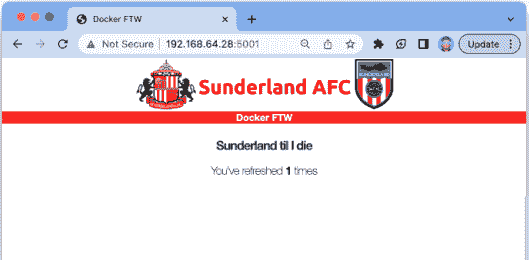 Docker FTW
Not Secure | 192.168.64.28:5001
Update
Sunderland AFC
Docker FTW
Sunderland til I die
You've refreshed 1 times